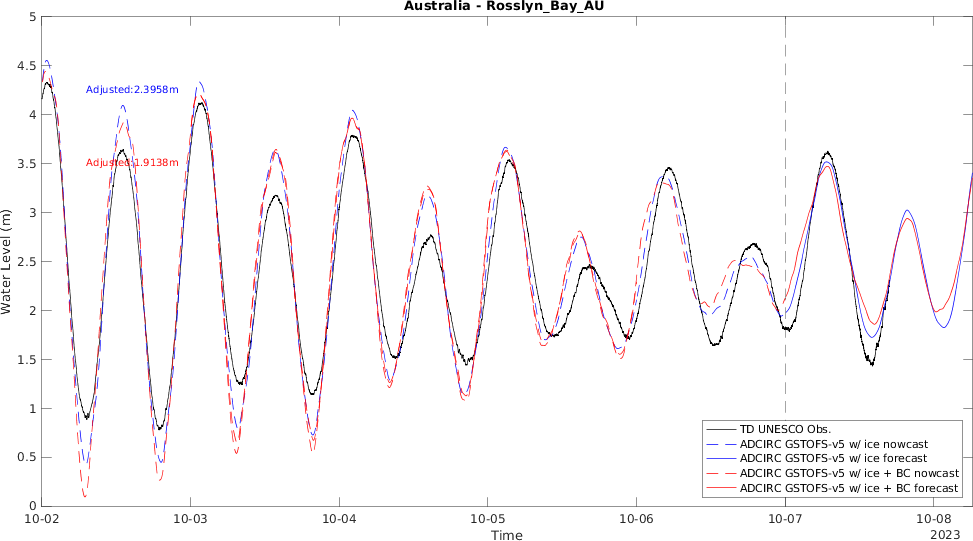 Australia - Rosslyn_Bay_AU
Water Level (m)
5
4.5
4
3.5
3
2.5
2
1.5
1
0.5
0
Adjusted:2.3958m
Adjusted:1.9138m
TD UNESCO Obs.
ADCIRC GSTOFS-v5 w/ ice nowcast
ADCIRC GSTOFS-v5 w/ ice forecast
ADCIRC GSTOFS-v5 w/ ice + BC nowcast
ADCIRC GSTOFS-v5 w/ ice + BC forecast
10-02 10-03 10-04 10-05 10-06 10-07 10-08
Time
2023